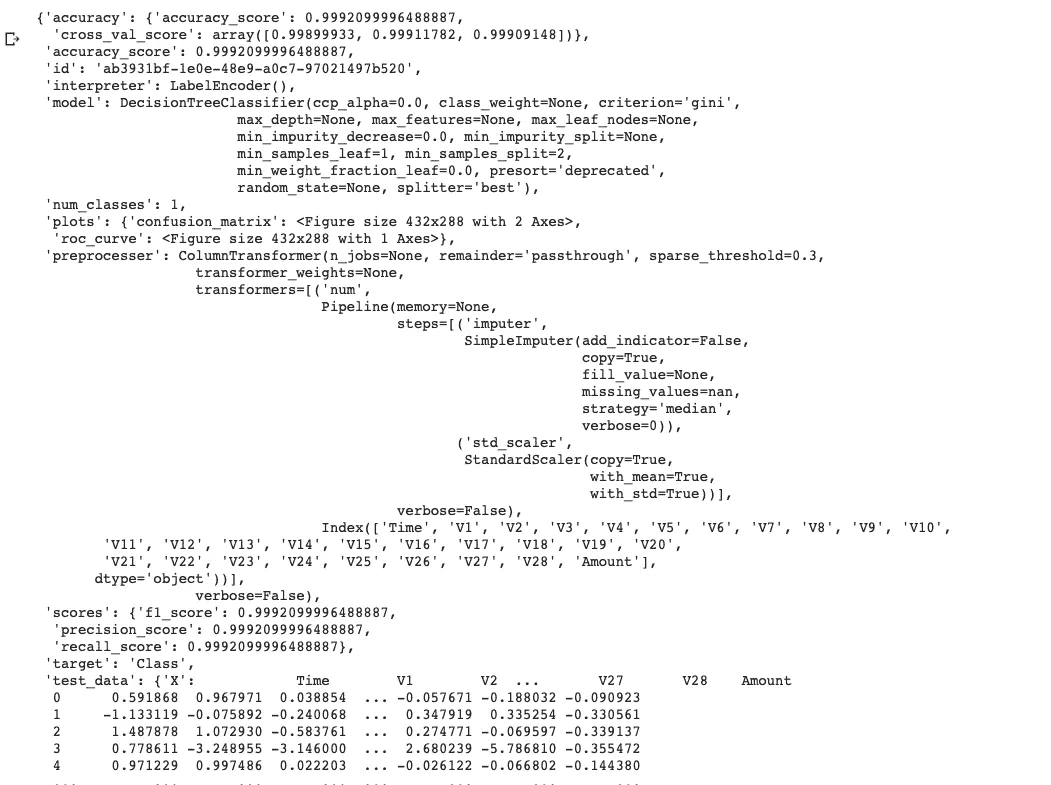 {'accuracy': {'accuracy_score': 0.9992099996488887,
'cross_val_score': array([0.99899933, 0.99911782, 0.99909148])},
'accuracy_score': 0.9992099996488887,
'id': 'ab3931bf-1e0e-48e9-a0c7-97021497b520',
'interpreter': LabelEncoder(),
'model': DecisionTreeClassifier(ccp_alpha=0.0, class_weight=None, criterion='gini',
max_depth=None, max_features=None, max_leaf_nodes=None,
min_impurity_decrease=0.0, min_impurity_split=None,
min_samples_leaf=1, min_samples_split=2,
min_weight_fraction_leaf=0.0, presort='deprecated',
random_state=None, splitter='best'),
'num_classes': 1,
'plots': {'confusion_matrix': <Figure size 432x288 with 2 Axes>,
'roc_curve': <Figure size 432x288 with 1 Axes>},
'preprocesser': ColumnTransformer(n_jobs=None, remainder='passthrough', sparse_threshold=0.3,
transformer_weights=None,
transformers=[('num',
Pipeline(memory=None,
steps=[('imputer',
SimpleImputer(add_indicator=False,
copy=True,
fill_value=None,
missing_values=nan,
strategy='median',
verbose=0)),
('std_scaler',
StandardScaler(copy=True,
with_mean=True,
with_std=True))],
verbose=False),
Index(['Time', 'V1', 'V2', 'V3', 'V4', 'V5', 'V6', 'V7', 'V8', 'V9', 'V10',
'V11', 'V12', 'V13', 'V14', 'V15', 'V16', 'V17', 'V18', 'V19', 'V20',
'V21', 'V22', 'V23', 'V24', 'V25', 'V26', 'V27', 'V28', 'Amount'],
dtype='object'))],
verbose=False),
'scores': {'f1_score': 0.9992099996488887,
'precision_score': 0.9992099996488887,
'recall_score': 0.9992099996488887},
'target': 'Class',
'test_data': {'X': Time V1 V2 ... V27 V28 Amount
0 0.591868 0.967971 0.038854 ... -0.057671 -0.188032 -0.090923
1 -1.133119 -0.075892 -0.240068 ... 0.347919 0.335254 -0.330561
2 1.487878 1.072930 -0.583761 ... 0.274771 -0.069597 -0.339137
3 0.778611 -3.248955 -3.146000 ... 2.680239 -5.786810 -0.355472
4 0.971229 0.997486 0.022203 ... -0.026122 -0.066802 -0.144380